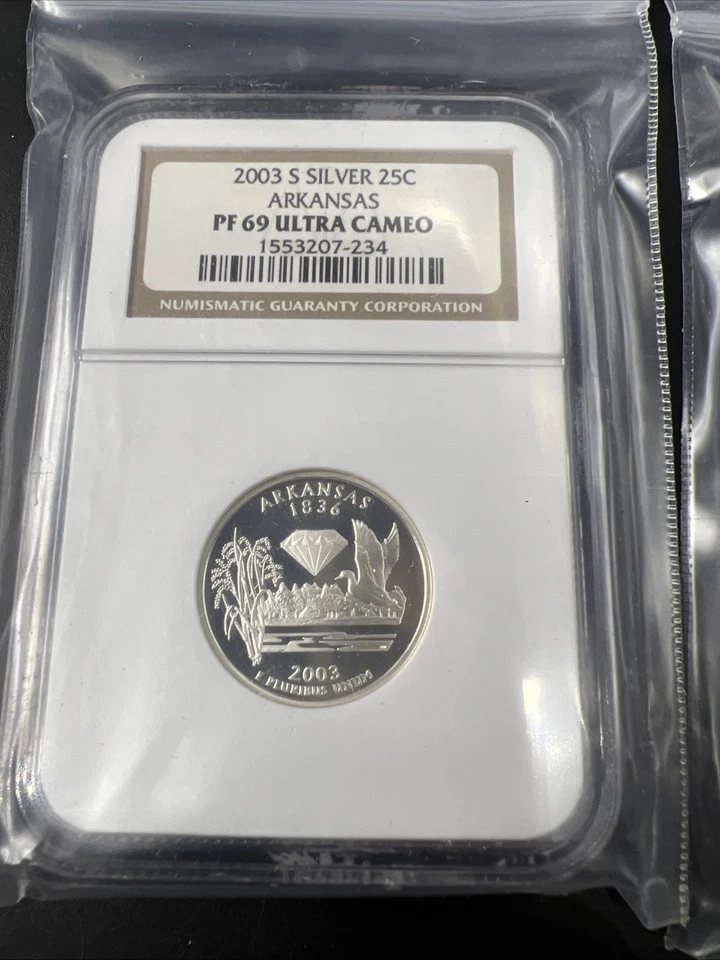 2003 S SILVER 25C
ARKANSAS
PF 69 ULTRA CAMEO
1553207-234
NUMISMATIC GUARANTY CORPORATION
ARKANSAS
1836
2003
E PLURIBUS UNUM